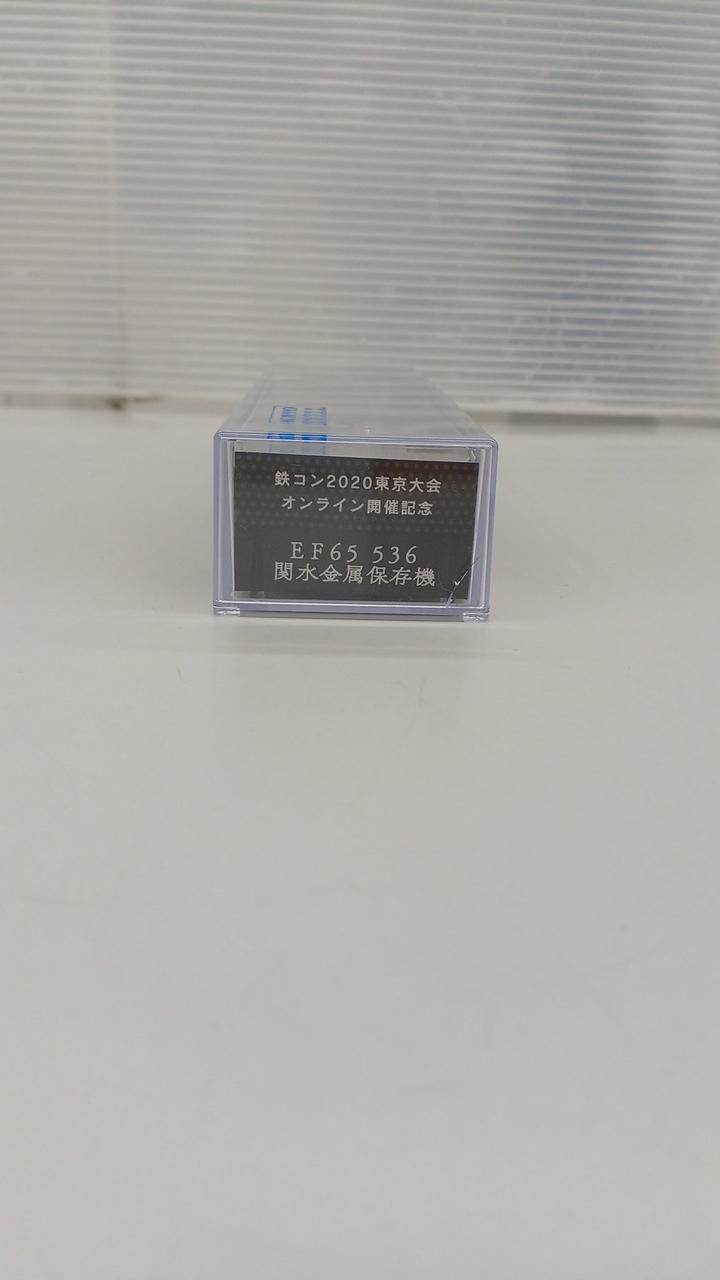 鉄コン2020東京大会
オンライン開催記念
EF65 536
関水金属保存機